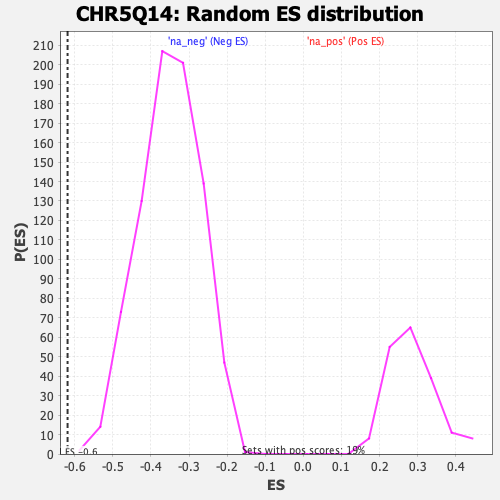 CHR5Q14: Random ES distribution
'na_neg' (Neg ES)
'na_pos' (Pos ES)
210
200
190
180
170
160
150
140
130
120
110
100
90
80
70
60
50
40
30
20
10
0
P(ES)
ES -0.6
Sets with pos scores: 19%
-0.6 -0.5 -0.4 -0.3 -0.2 -0.1 0.0 0.1 0.2 0.3 0.4
ES